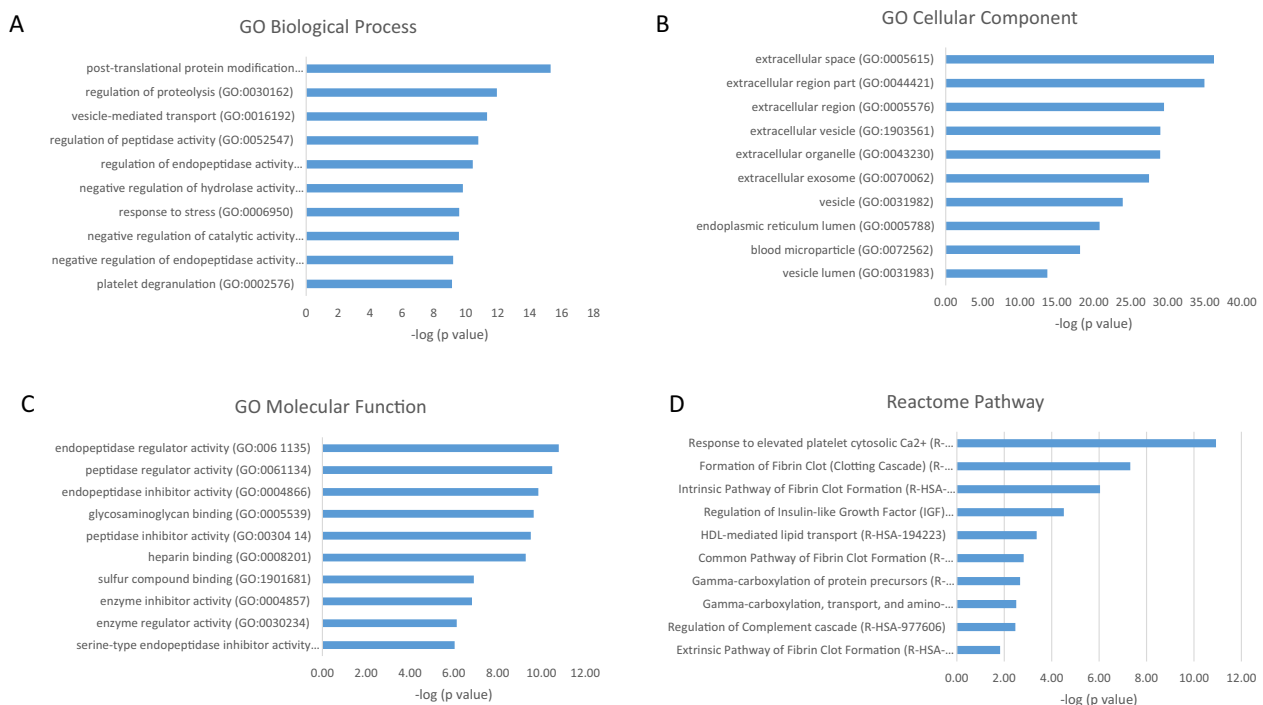 A
GO Biological Process
post-translational protein modification...
regulation of proteolysis (GO:0030162)
vesicle-mediated transport (GO:0016192)
regulation of peptidase activity (GO:0052547)
regulation of endopeptidase activity...
negative regulation of hydrolase activity...
response to stress (GO:0006950)
negative regulation of catalytic activity...
negative regulation of endopeptidase activity...
platelet degranulation (GO:0002576)
0 2 4 6 8 10 12 14 16 18
-log (p value)
B
GO Cellular Component
extracellular space (GO:0005615)
extracellular region part (GO:0044421)
extracellular region (GO:0005576)
extracellular vesicle (GO:1903561)
extracellular organelle (GO:0043230)
extracellular exosome (GO:0070062)
vesicle (GO:0031982)
endoplasmic reticulum lumen (GO:0005788)
blood microparticle (GO:0072562)
vesicle lumen (GO:0031983)
0.00 5.00 10.00 15.00 20.00 25.00 30.00 35.00 40.00
-log (p value)
C
GO Molecular Function
endopeptidase regulator activity (GO:006 1135)
peptidase regulator activity (GO:0061134)
endopeptidase inhibitor activity (GO:0004866)
glycosaminoglycan binding (GO:0005539)
peptidase inhibitor activity (GO:00304 14)
heparin binding (GO:0008201)
sulfur compound binding (GO:1901681)
enzyme inhibitor activity (GO:0004857)
enzyme regulator activity (GO:0030234)
serine-type endopeptidase inhibitor activity...
0.00 2.00 4.00 6.00 8.00 10.00 12.00
-log (p value)
D
Reactome Pathway
Response to elevated platelet cytosolic Ca2+ (R-...
Formation of Fibrin Clot (Clotting Cascade) (R-...
Intrinsic Pathway of Fibrin Clot Formation (R-HSA-...
Regulation of Insulin-like Growth Factor (IGF)...
HDL-mediated lipid transport (R-HSA-194223)
Common Pathway of Fibrin Clot Formation (R-...
Gamma-carboxylation of protein precursors (R-...
Gamma-carboxylation, transport, and amino-...
Regulation of Complement cascade (R-HSA-977606)
Extrinsic Pathway of Fibrin Clot Formation (R-HSA-...
0.00 2.00 4.00 6.00 8.00 10.00 12.00
-log (p value)